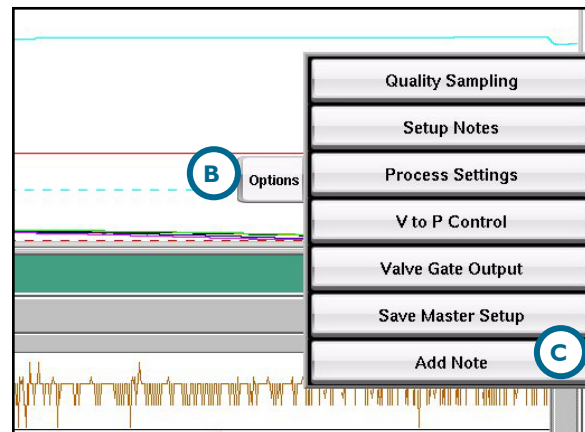 Quality Sampling
Setup Notes
B
Options
Process Settings
V to P Control
Valve Gate Output
Save Master Setup
Add Note
C